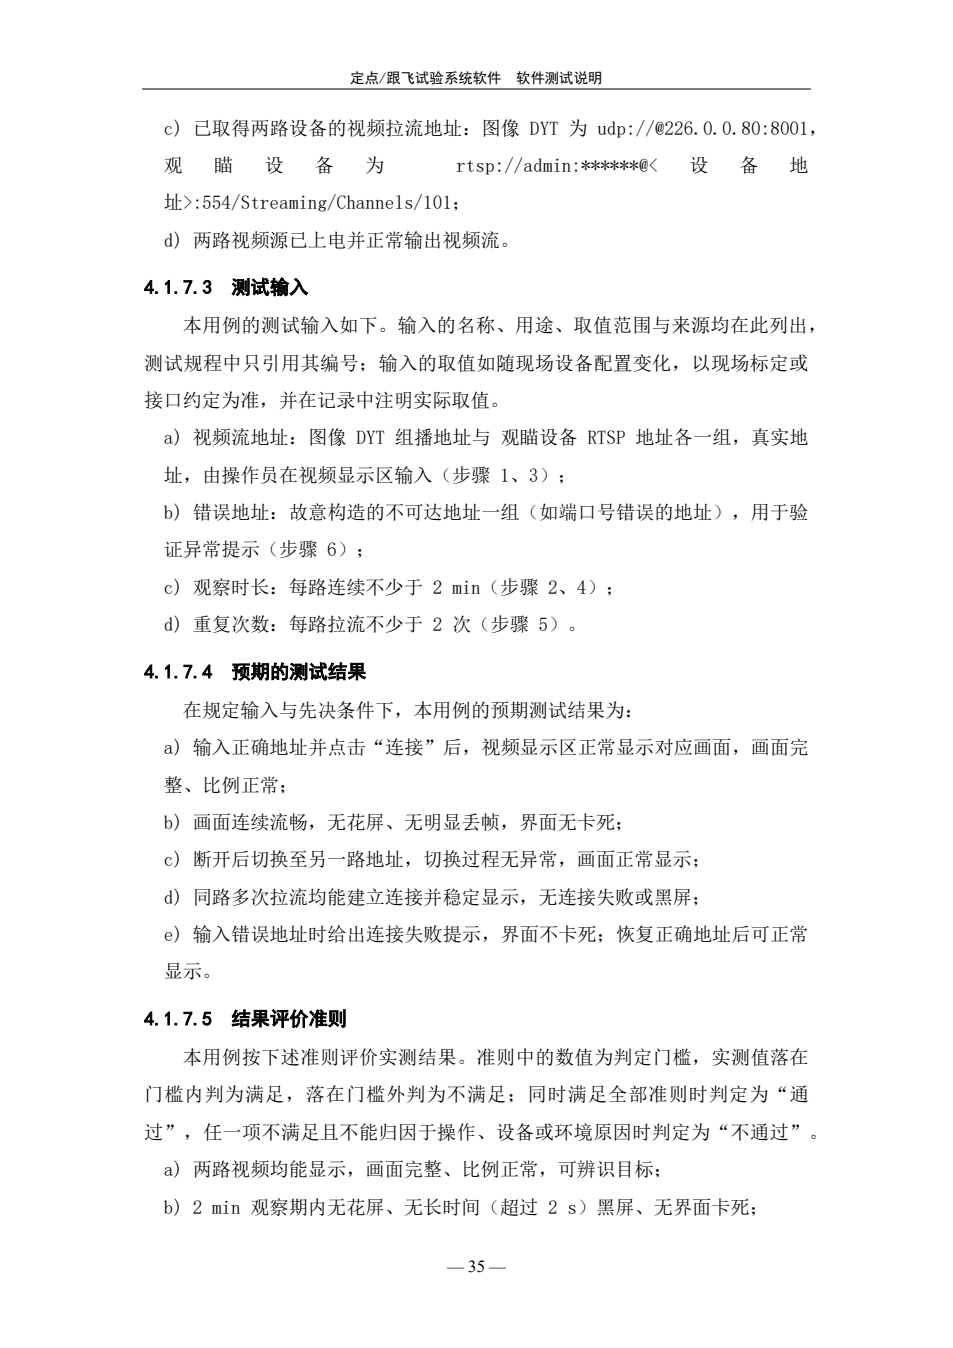 定点/跟飞试验系统软件　软件测试说明
c) 已取得两路设备的视频拉流地址：图像 DYT 为 udp://@226.0.0.80:8001，
观瞄设备为 rtsp://admin:******@<设备地
址>:554/Streaming/Channels/101；
d) 两路视频源已上电并正常输出视频流。
4.1.7.3 测试输入
本用例的测试输入如下。输入的名称、用途、取值范围与来源均在此列出，
测试规程中只引用其编号；输入的取值如随现场设备配置变化，以现场标定或
接口约定为准，并在记录中注明实际取值。
a) 视频流地址：图像 DYT 组播地址与 观瞄设备 RTSP 地址各一组，真实地
址，由操作员在视频显示区输入（步骤 1、3）；
b) 错误地址：故意构造的不可达地址一组（如端口号错误的地址），用于验
证异常提示（步骤 6）；
c) 观察时长：每路连续不少于 2 min（步骤 2、4）；
d) 重复次数：每路拉流不少于 2 次（步骤 5）。
4.1.7.4 预期的测试结果
在规定输入与先决条件下，本用例的预期测试结果为：
a) 输入正确地址并点击“连接”后，视频显示区正常显示对应画面，画面完
整、比例正常；
b) 画面连续流畅，无花屏、无明显丢帧，界面无卡死；
c) 断开后切换至另一路地址，切换过程无异常，画面正常显示；
d) 同路多次拉流均能建立连接并稳定显示，无连接失败或黑屏；
e) 输入错误地址时给出连接失败提示，界面不卡死；恢复正确地址后可正常
显示。
4.1.7.5 结果评价准则
本用例按下述准则评价实测结果。准则中的数值为判定门槛，实测值落在
门槛内判为满足，落在门槛外判为不满足；同时满足全部准则时判定为“通
过”，任一项不满足且不能归因于操作、设备或环境原因时判定为“不通过”。
a) 两路视频均能显示，画面完整、比例正常，可辨识目标；
b) 2 min 观察期内无花屏、无长时间（超过 2 s）黑屏、无界面卡死；
— 35 —